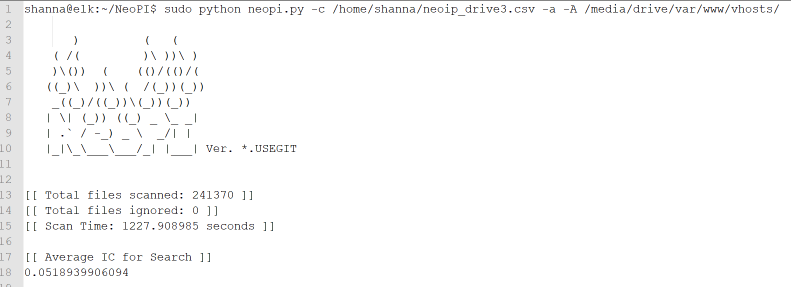 1 shanna@elk:~/NeoPI$ sudo python neopi.py -c /home/shanna/neoip_drive3.csv -a -A /media/drive/var/www/vhosts/
2
3        )         (   (
4     ( /(         )\ ))\ )
5     )\())  (    (()/(()/(
6    ((_)\  ))\ (  /(_))(_))
7     _((_)/((_))\(_))(_))
8    | \| (_)) ((_) _ \_ _|
9    | .` / -_) _ \  _/| |
10   |_|\_\___\___/_| |___| Ver. *.USEGIT
11
12
13 [[ Total files scanned: 241370 ]]
14 [[ Total files ignored: 0 ]]
15 [[ Scan Time: 1227.908985 seconds ]]
16
17 [[ Average IC for Search ]]
18 0.0518939906094